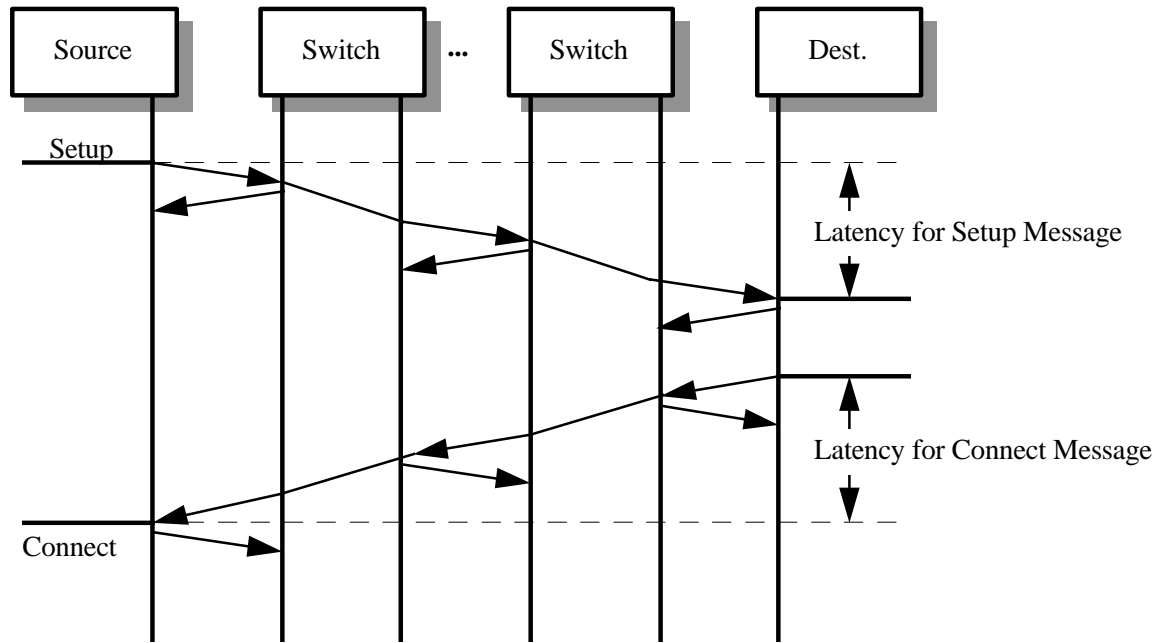 Source
Switch
...
Switch
Dest.
Setup
Latency for Setup Message
Latency for Connect Message
Connect